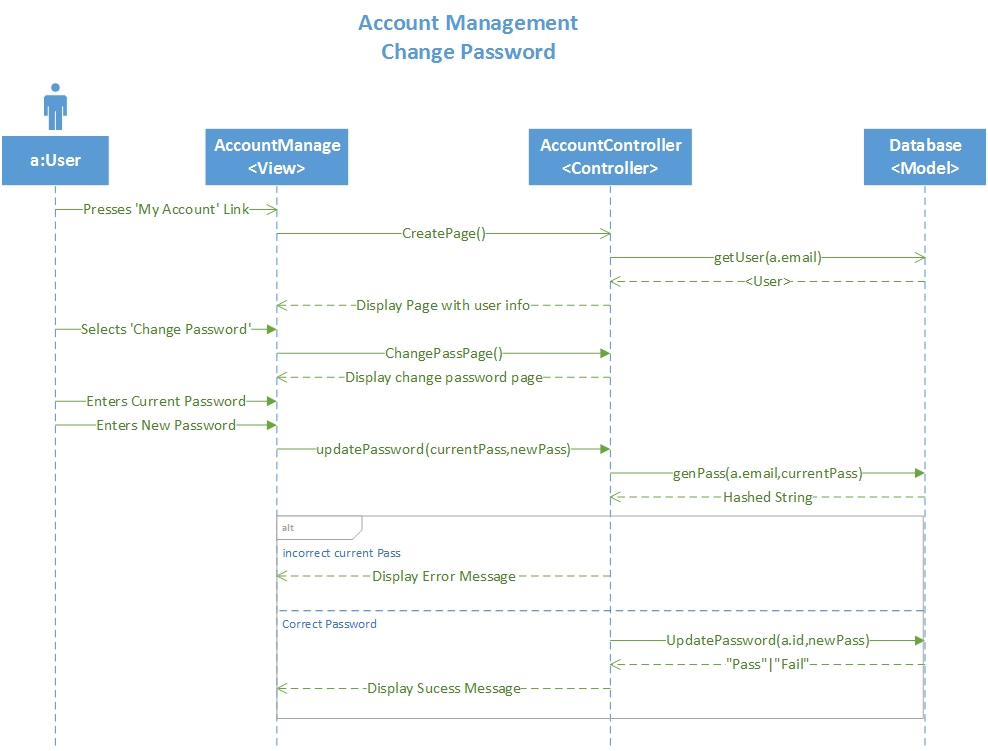 Account Management
Change Password
a:User
AccountManage
<View>
AccountController
<Controller>
Database
<Model>
Presses 'My Account' Link
CreatePage()
getUser(a.email)
<User>
Display Page with user info
Selects 'Change Password'
ChangePassPage()
Display change password page
Enters Current Password
Enters New Password
updatePassword(currentPass,newPass)
genPass(a.email,currentPass)
Hashed String
alt
incorrect current Pass
Display Error Message
Correct Password
UpdatePassword(a.id,newPass)
"Pass"|"Fail"
Display Sucess Message